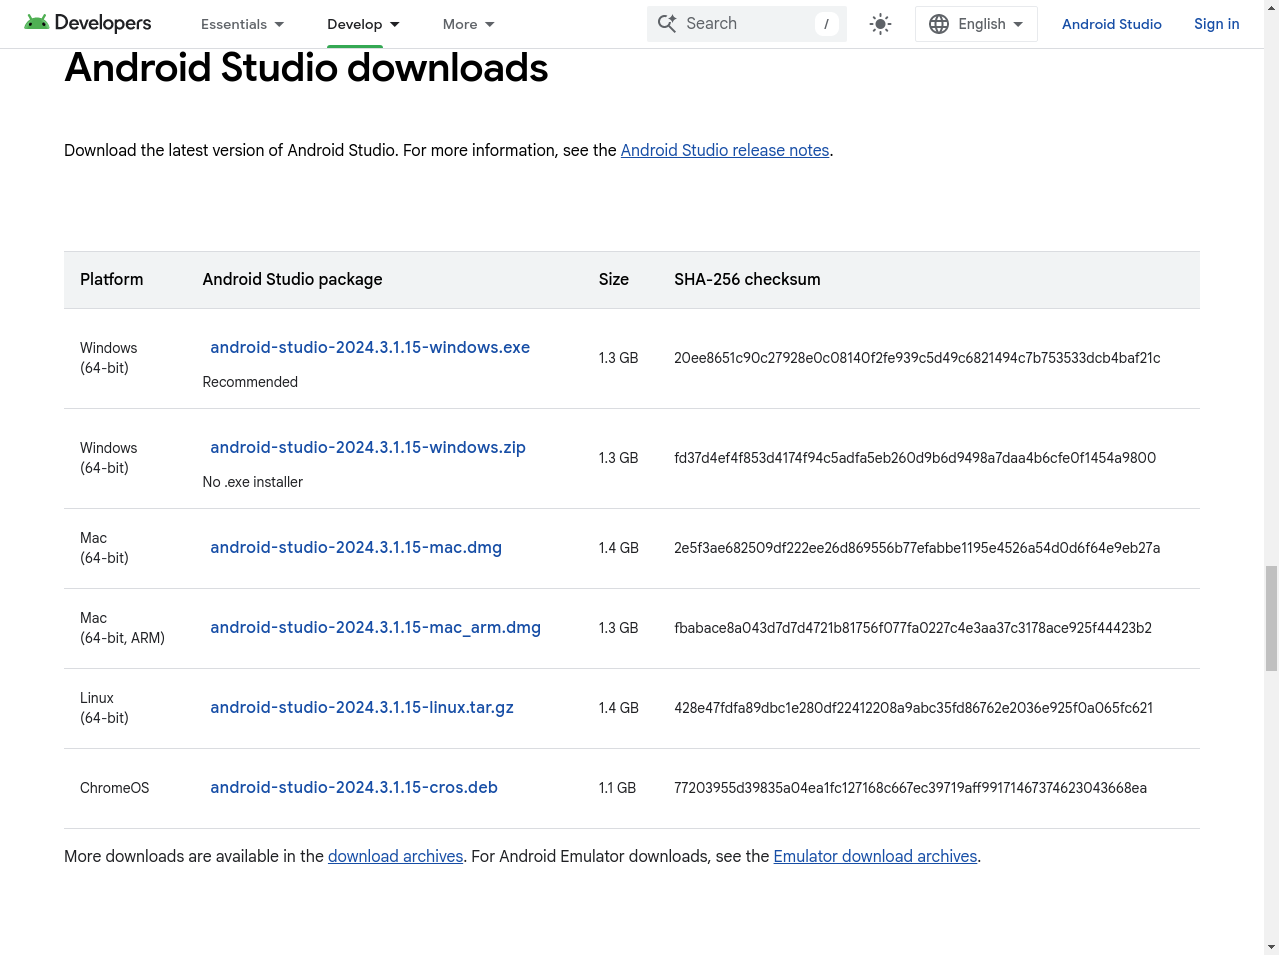 Developers Essentials Develop More Search / English Android Studio Sign in
Android Studio downloads
Download the latest version of Android Studio. For more information, see the Android Studio release notes.
Platform Android Studio package Size SHA-256 checksum
Windows
(64-bit)
android-studio-2024.3.1.15-windows.exe
Recommended
1.3 GB
20ee8651c90c27928e0c08140f2fe939c5d49c6821494c7b753533dcb4baf21c
Windows
(64-bit)
android-studio-2024.3.1.15-windows.zip
No .exe installer
1.3 GB
fd37d4ef4f853d4174f94c5adfa5eb260d9b6d9498a7daa4b6cfe0f1454a9800
Mac
(64-bit)
android-studio-2024.3.1.15-mac.dmg
1.4 GB
2e5f3ae682509df222ee26d869556b77efabbe1195e4526a54d0d6f64e9eb27a
Mac
(64-bit, ARM)
android-studio-2024.3.1.15-mac_arm.dmg
1.3 GB
fbabace8a043d7d7d4721b81756f077fa0227c4e3aa37c3178ace925f44423b2
Linux
(64-bit)
android-studio-2024.3.1.15-linux.tar.gz
1.4 GB
428e47fdfa89dbc1e280df22412208a9abc35fd86762e2036e925f0a065fc621
ChromeOS
android-studio-2024.3.1.15-cros.deb
1.1 GB
77203955d39835a04ea1fc127168c667ec39719aff99171467374623043668ea
More downloads are available in the download archives. For Android Emulator downloads, see the Emulator download archives.